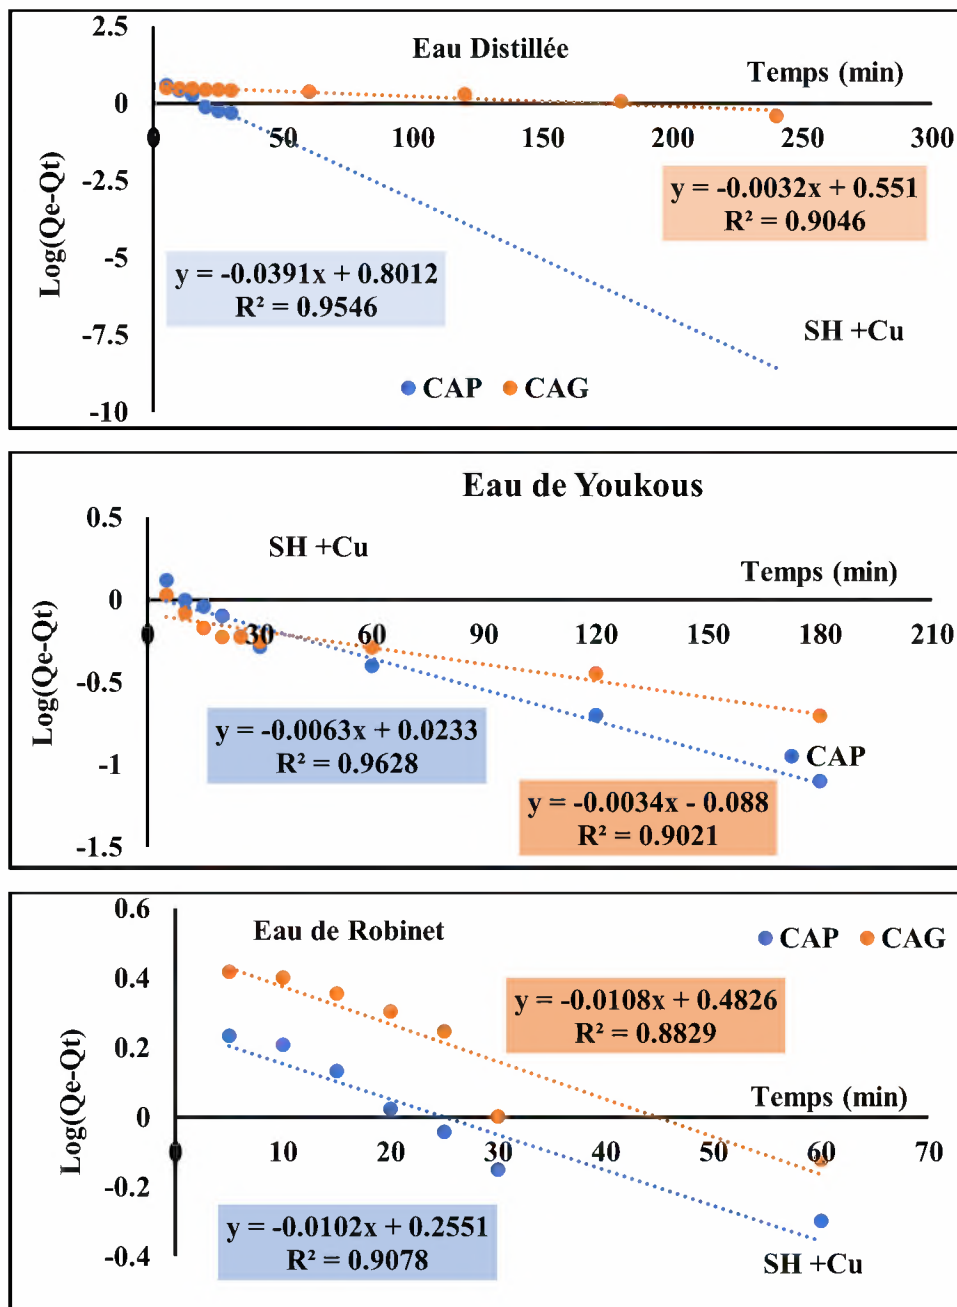 Eau Distillée
2.5
0
-2.5
-5
-7.5
-10
Log(Qe-Qt)
Temps (min)
0 50 100 150 200 250 300
y = -0.0032x + 0.551
R² = 0.9046
y = -0.0391x + 0.8012
R² = 0.9546
SH +Cu
CAP CAG
Eau de Youkous
0.5
0
-0.5
-1
-1.5
Log(Qe-Qt)
SH +Cu
Temps (min)
0 30 60 90 120 150 180 210
y = -0.0063x + 0.0233
R² = 0.9628
CAP
y = -0.0034x - 0.088
R² = 0.9021
0.6
0.4
0.2
0
-0.2
-0.4
Log(Qe-Qt)
Eau de Robinet
CAP CAG
y = -0.0108x + 0.4826
R² = 0.8829
Temps (min)
0 10 20 30 40 50 60 70
y = -0.0102x + 0.2551
R² = 0.9078
SH +Cu